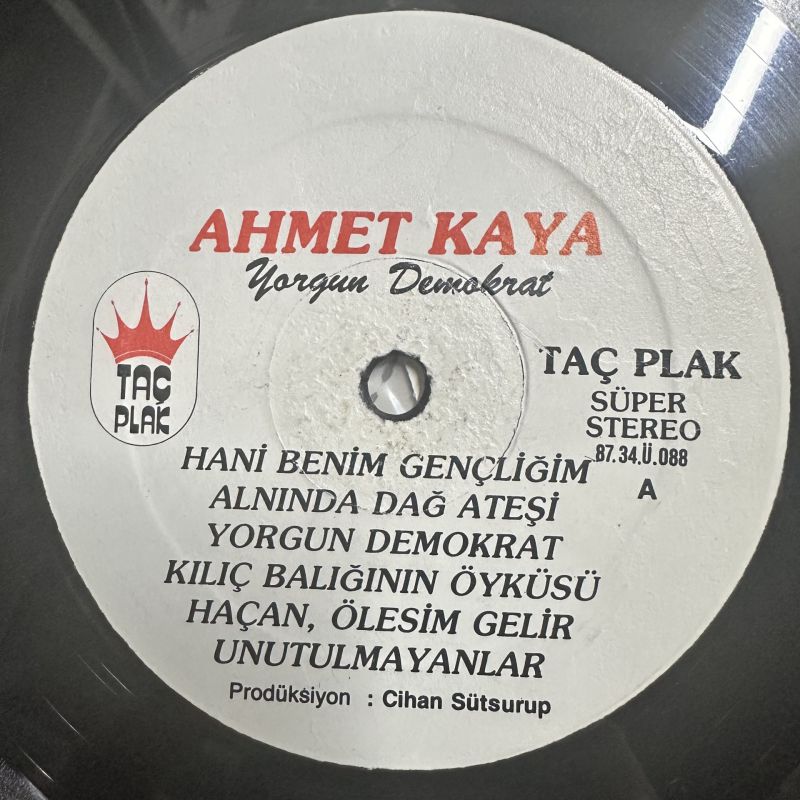 AHMET KAYA
Yorgun Demokrat
TAÇ
PLAK
TAÇ PLAK
SÜPER
STEREO
87.34.Ü.088
A
HANİ BENİM GENÇLİĞİM
ALNINDA DAĞ ATEŞİ
YORGUN DEMOKRAT
KILIÇ BALIĞININ ÖYKÜSÜ
HAÇAN, ÖLESİM GELİR
UNUTULMAYANLAR
Prodüksiyon : Cihan Sütsurup